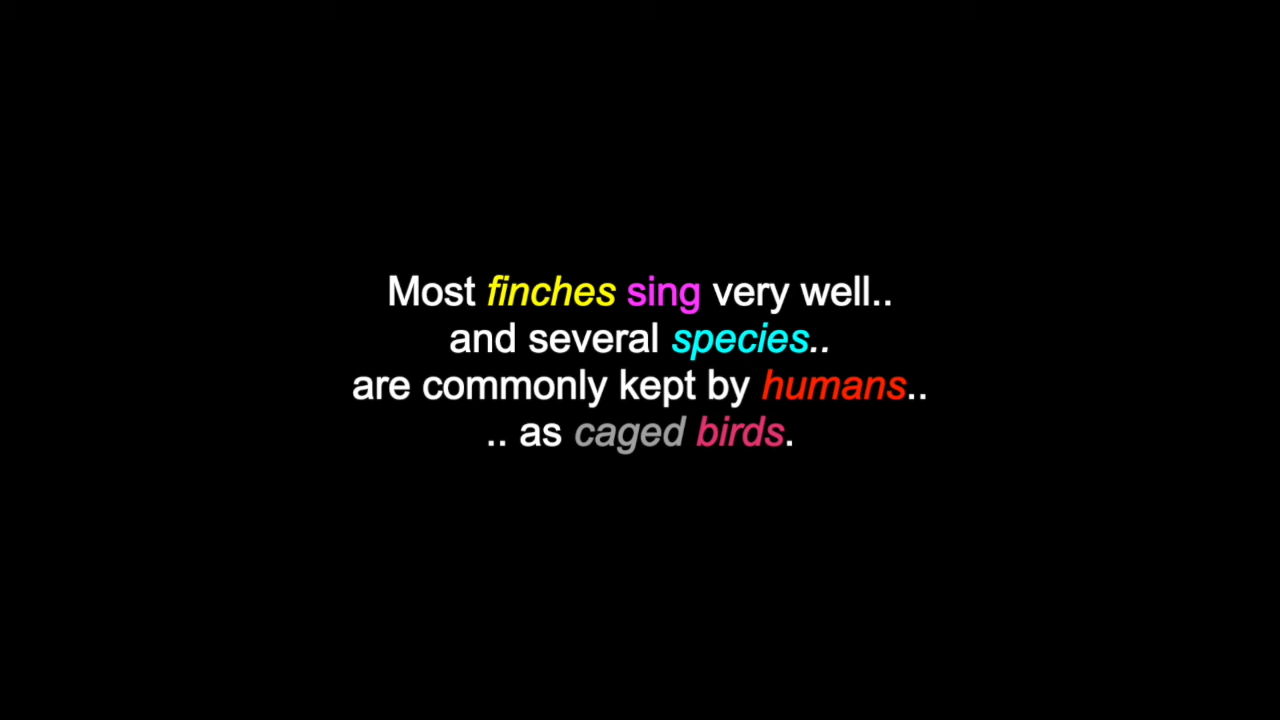 Most finches sing very well..
and several species..
are commonly kept by humans..
.. as caged birds.